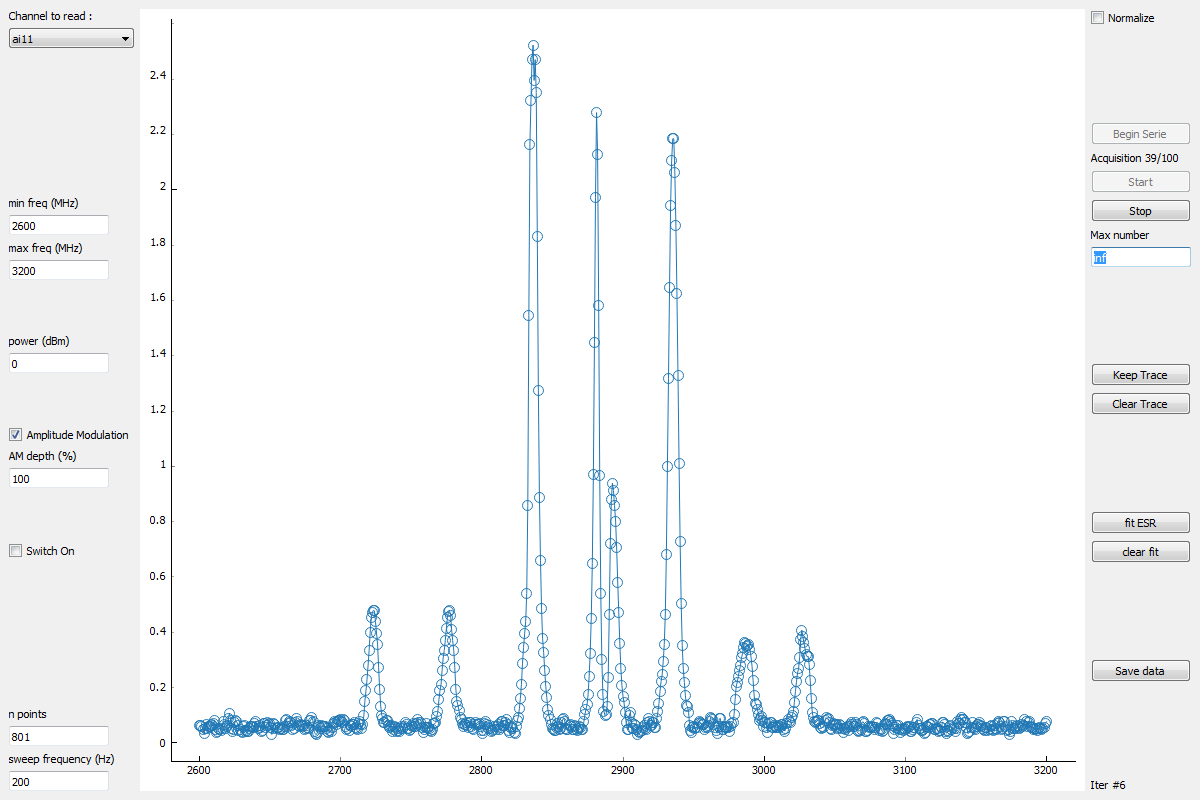 Channel to read :
ai11
min freq (MHz)
2600
max freq (MHz)
3200
power (dBm)
0
Amplitude Modulation
AM depth (%)
100
Switch On
n points
801
sweep frequency (Hz)
200
2.4
2.2
2
1.8
1.6
1.4
1.2
1
0.8
0.6
0.4
0.2
0
2600
2700
2800
2900
3000
3100
3200
Normalize
Begin Serie
Acquisition 39/100
Start
Stop
Max number
inf
Keep Trace
Clear Trace
fit ESR
clear fit
Save data
Iter #6